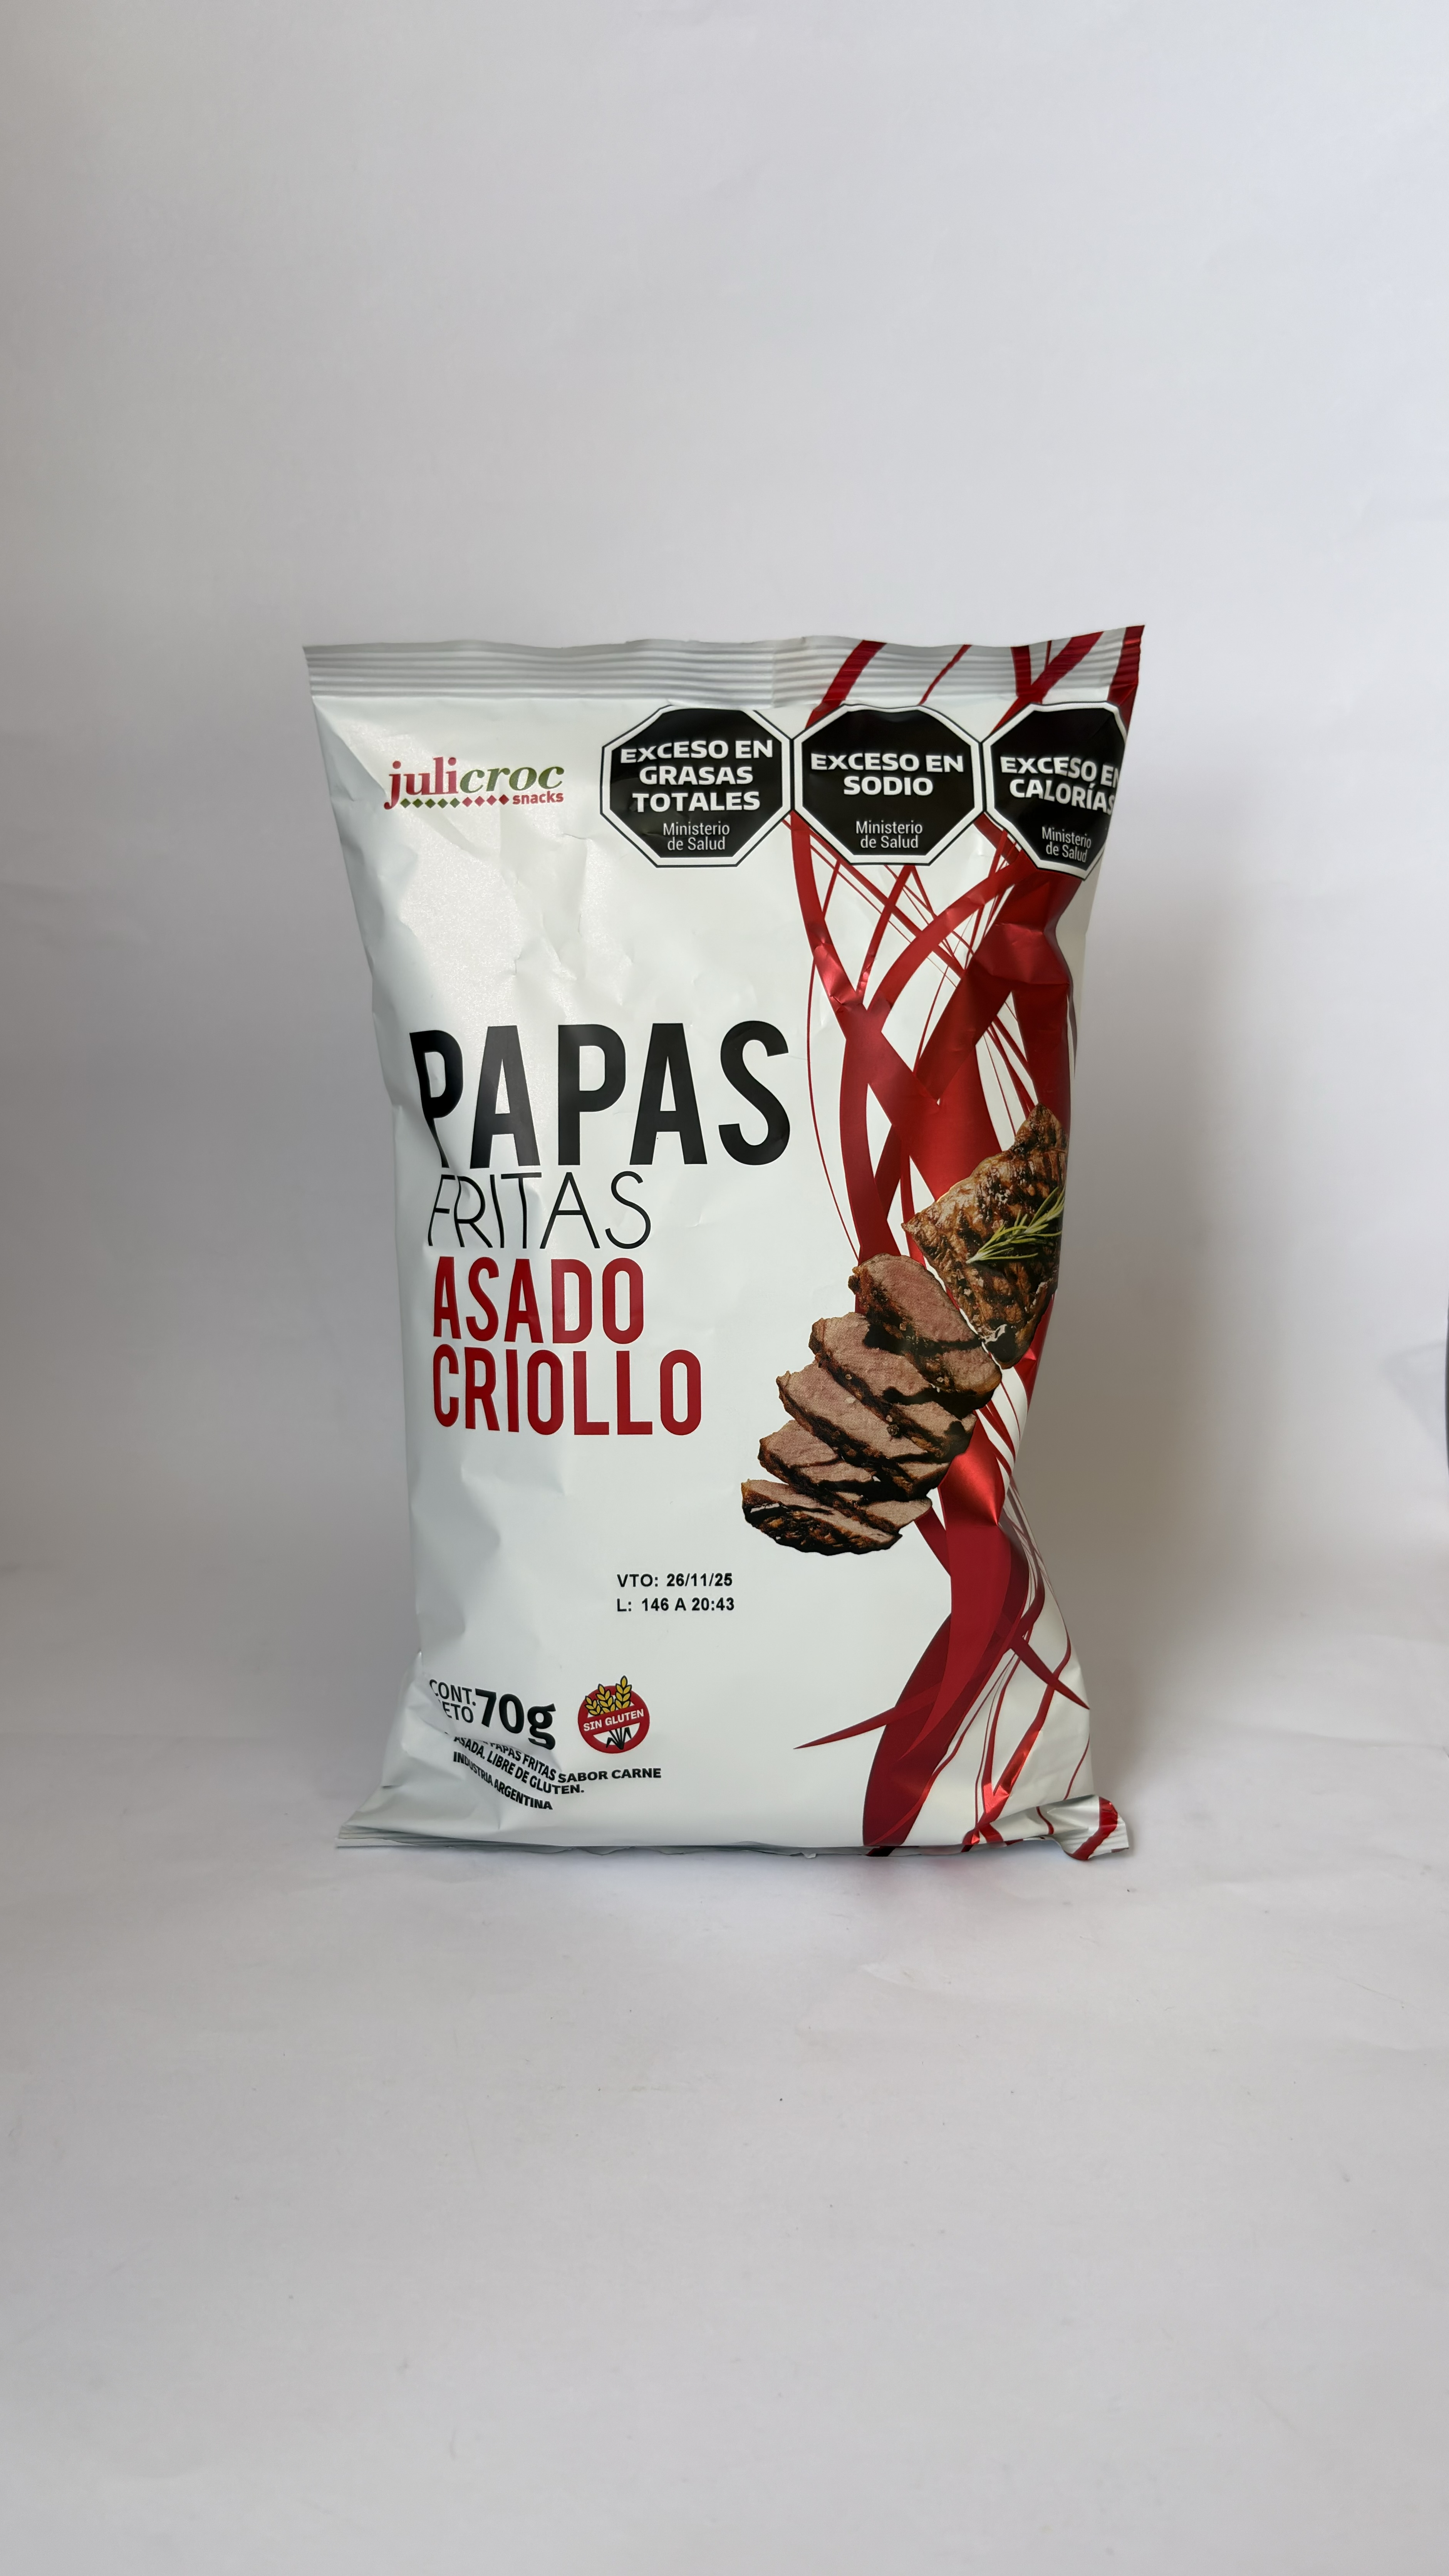 julicroc
snacks
EXCESO EN
GRASAS
TOTALES
Ministerio
de Salud
EXCESO EN
SODIO
Ministerio
de Salud
EXCESO EN
CALORÍAS
Ministerio
de Salud
PAPAS
FRITAS
ASADO
CRIOLLO
VTO: 26/11/25
L: 146 A 20:43
CONT.
70g
SIN GLUTEN
PAPAS FRITAS SABOR CARNE
ASADA. LIBRE DE GLUTEN.
INDUSTRIA ARGENTINA